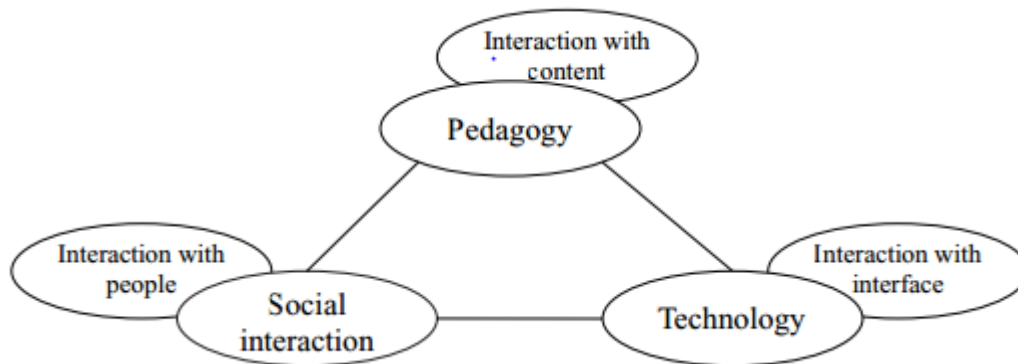 Interaction with
content
Pedagogy
Interaction with
people
Social
interaction
Interaction with
interface
Technology